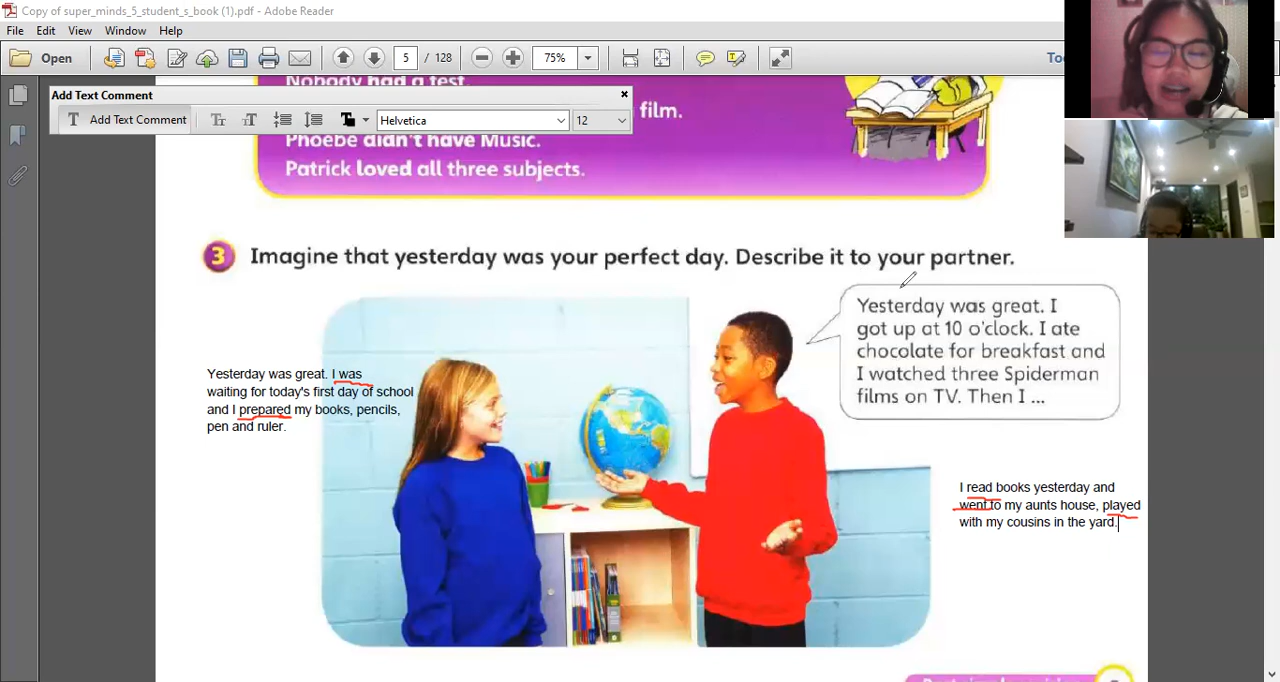 Copy of super_minds_5_student_s_book (1).pdf - Adobe Reader
File Edit View Window Help
Open 5 / 128 75%
Add Text Comment
Add Text Comment Helvetica 12
Nobody had a test.
film.
Phoebe didn't have Music.
Patrick loved all three subjects.
3 Imagine that yesterday was your perfect day. Describe it to your partner.
Yesterday was great. I
got up at 10 o'clock. I ate
chocolate for breakfast and
I watched three Spiderman
films on TV. Then I ...
Yesterday was great. I was
waiting for today's first day of school
and I prepared my books, pencils,
pen and ruler.
I read books yesterday and
went to my aunts house, played
with my cousins in the yard.